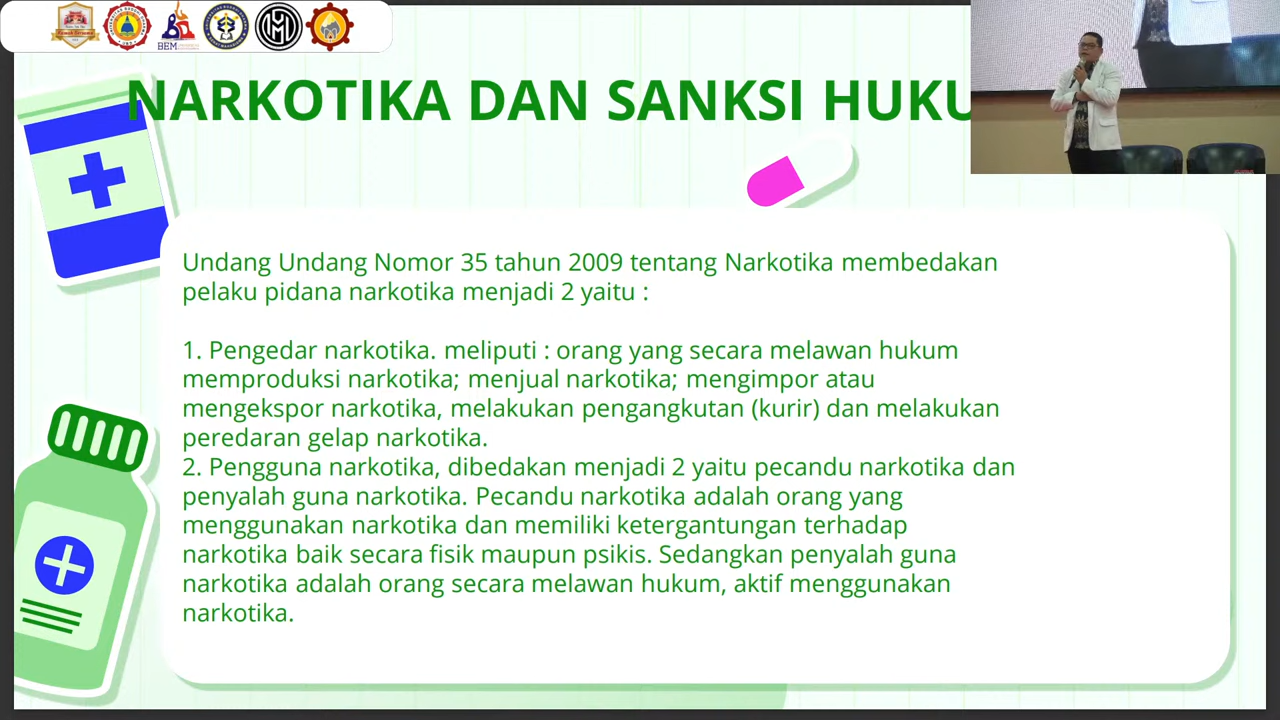 BEM
NARKOTIKA DAN SANKSI HUKU
Undang Undang Nomor 35 tahun 2009 tentang Narkotika membedakan
pelaku pidana narkotika menjadi 2 yaitu :
1. Pengedar narkotika. meliputi : orang yang secara melawan hukum
memproduksi narkotika; menjual narkotika; mengimpor atau
mengekspor narkotika, melakukan pengangkutan (kurir) dan melakukan
peredaran gelap narkotika.
2. Pengguna narkotika, dibedakan menjadi 2 yaitu pecandu narkotika dan
penyalah guna narkotika. Pecandu narkotika adalah orang yang
menggunakan narkotika dan memiliki ketergantungan terhadap
narkotika baik secara fisik maupun psikis. Sedangkan penyalah guna
narkotika adalah orang secara melawan hukum, aktif menggunakan
narkotika.